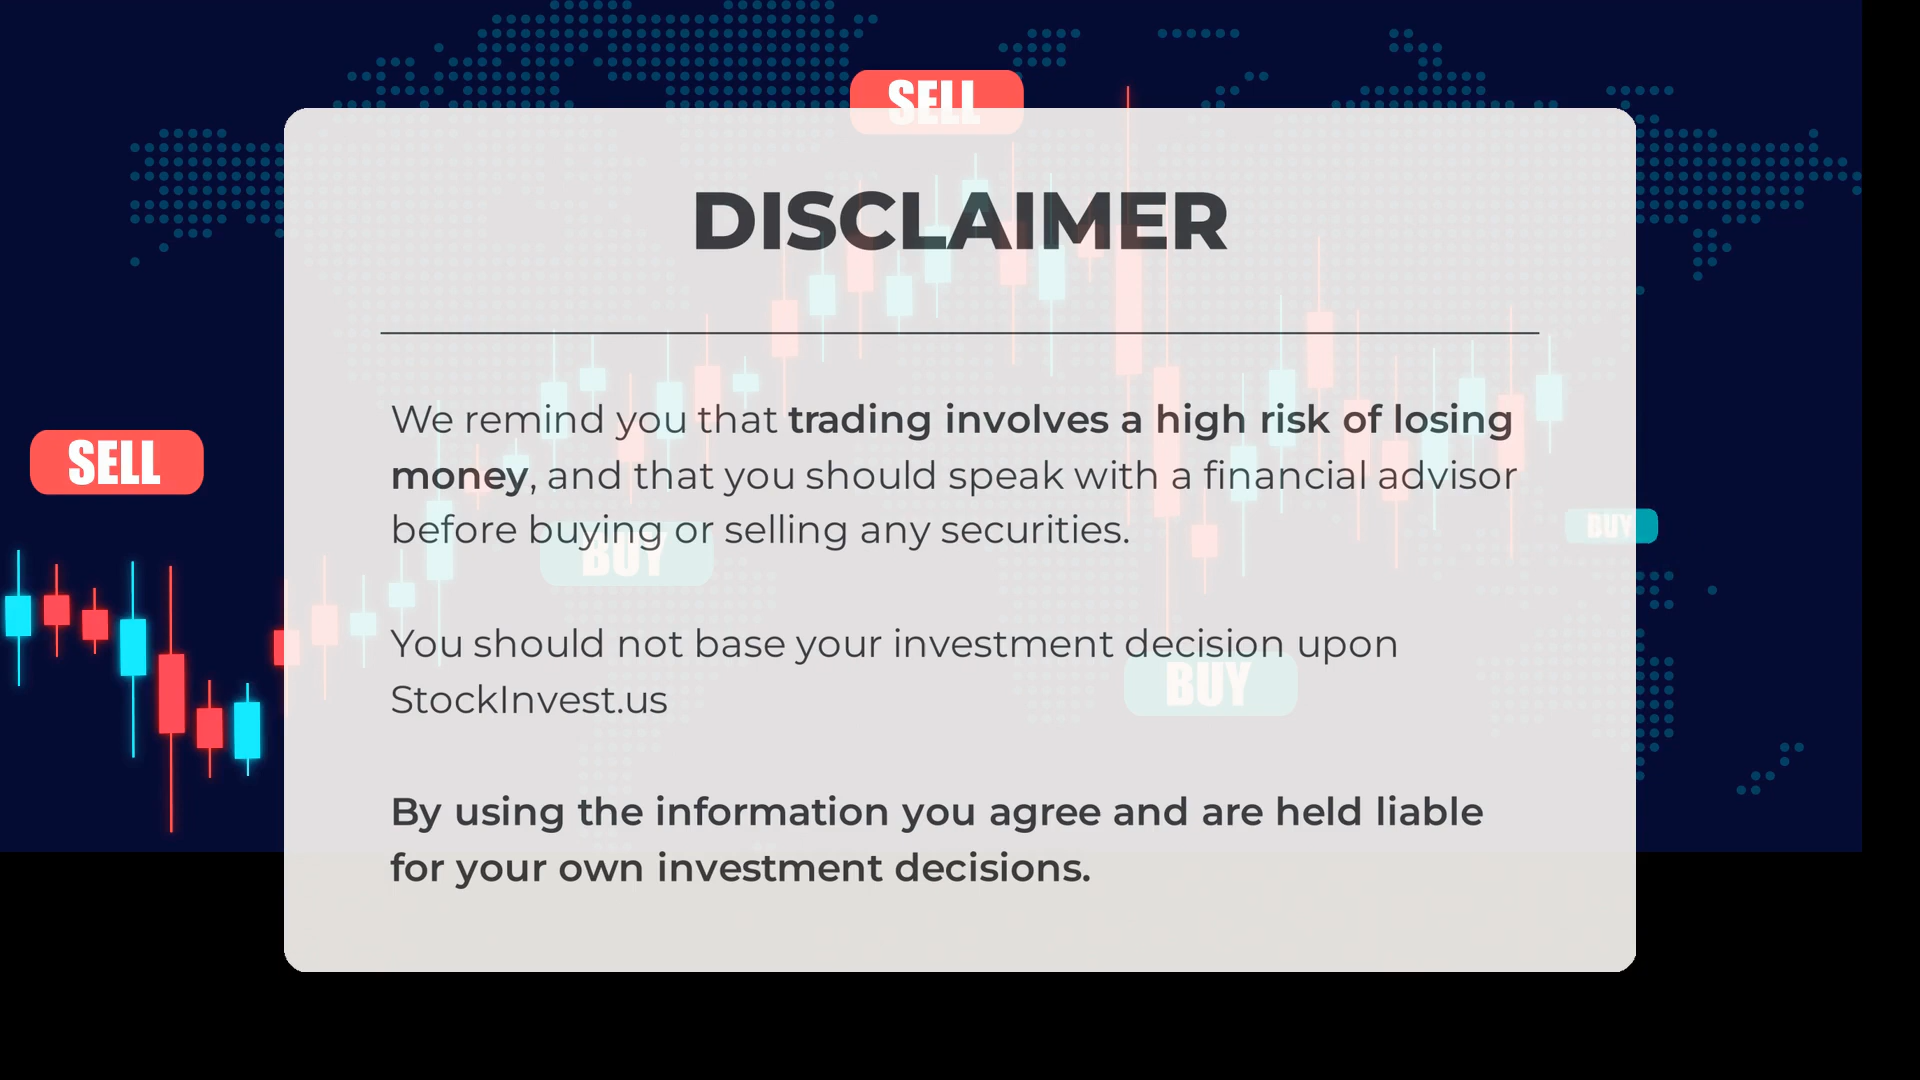 SELL
DISCLAIMER
We remind you that trading involves a high risk of losing
money, and that you should speak with a financial advisor
before buying or selling any securities.
SELL
BUY
BUY
You should not base your investment decision upon
StockInvest.us
BUY
By using the information you agree and are held liable
for your own investment decisions.